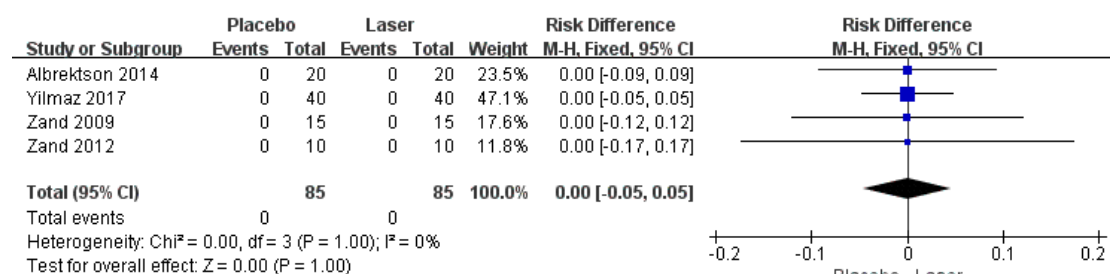 Placebo Laser Risk Difference Risk Difference
Study or Subgroup Events Total Events Total Weight M-H, Fixed, 95% CI M-H, Fixed, 95% CI
Albrektson 2014 0 20 0 20 23.5% 0.00 [-0.09, 0.09]
Yilmaz 2017 0 40 0 40 47.1% 0.00 [-0.05, 0.05]
Zand 2009 0 15 0 15 17.6% 0.00 [-0.12, 0.12]
Zand 2012 0 10 0 10 11.8% 0.00 [-0.17, 0.17]
Total (95% CI) 85 85 100.0% 0.00 [-0.05, 0.05]
Total events 0 0
Heterogeneity: Chi² = 0.00, df = 3 (P = 1.00); I² = 0%
Test for overall effect: Z = 0.00 (P = 1.00)
-0.2 -0.1 0 0.1 0.2
Placebo Laser